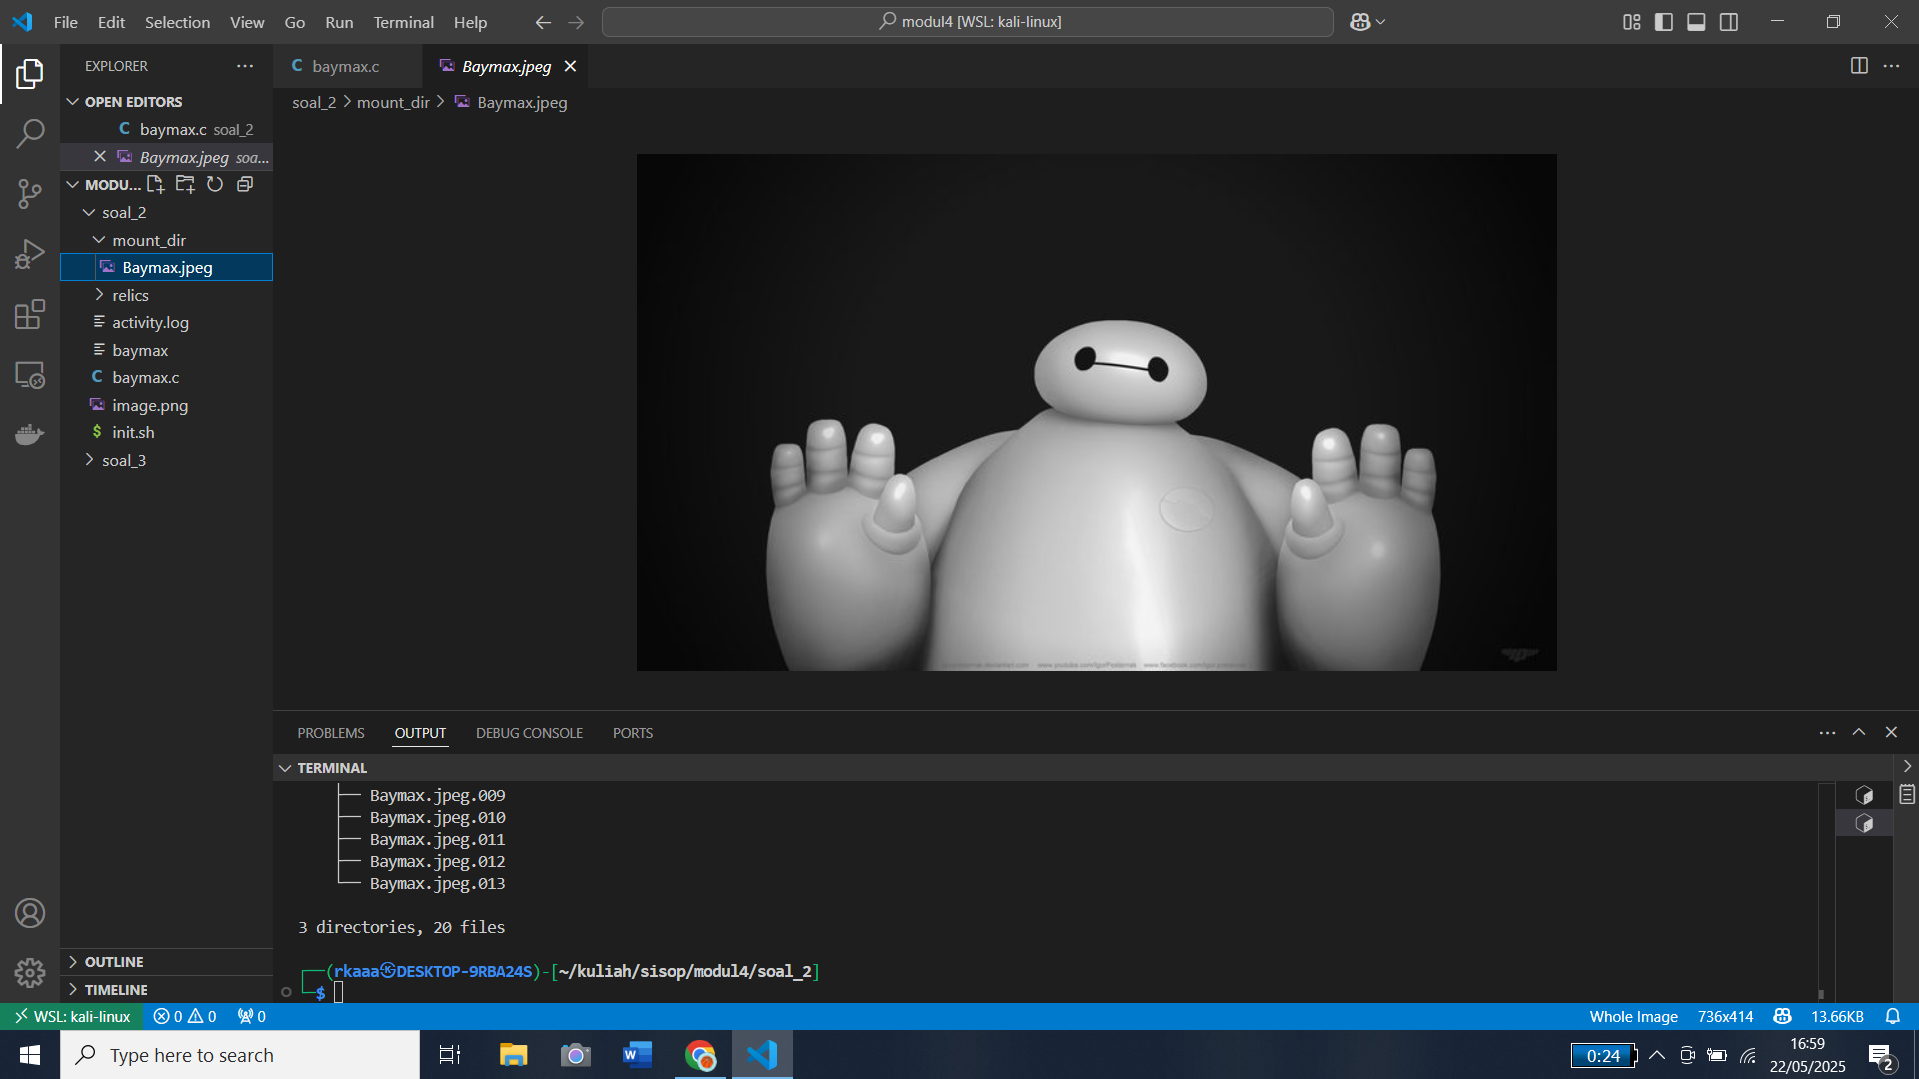 File Edit Selection View Go Run Terminal Help
modul4 [WSL: kali-linux]
EXPLORER
OPEN EDITORS
C baymax.c soal_2
Baymax.jpeg soa...
MODU...
soal_2
mount_dir
Baymax.jpeg
relics
activity.log
baymax
C baymax.c
image.png
$ init.sh
soal_3
OUTLINE
TIMELINE
C baymax.c
Baymax.jpeg
soal_2 > mount_dir > Baymax.jpeg
PROBLEMS OUTPUT DEBUG CONSOLE PORTS
TERMINAL
├── Baymax.jpeg.009
├── Baymax.jpeg.010
├── Baymax.jpeg.011
├── Baymax.jpeg.012
└── Baymax.jpeg.013
3 directories, 20 files
┌──(rkaaa㉿DESKTOP-9RBA24S)-[~/kuliah/sisop/modul4/soal_2]
└─$
WSL: kali-linux 0 0 0 Whole Image 736x414 13.66KB
Type here to search
W
0:24
16:59
22/05/2025
2